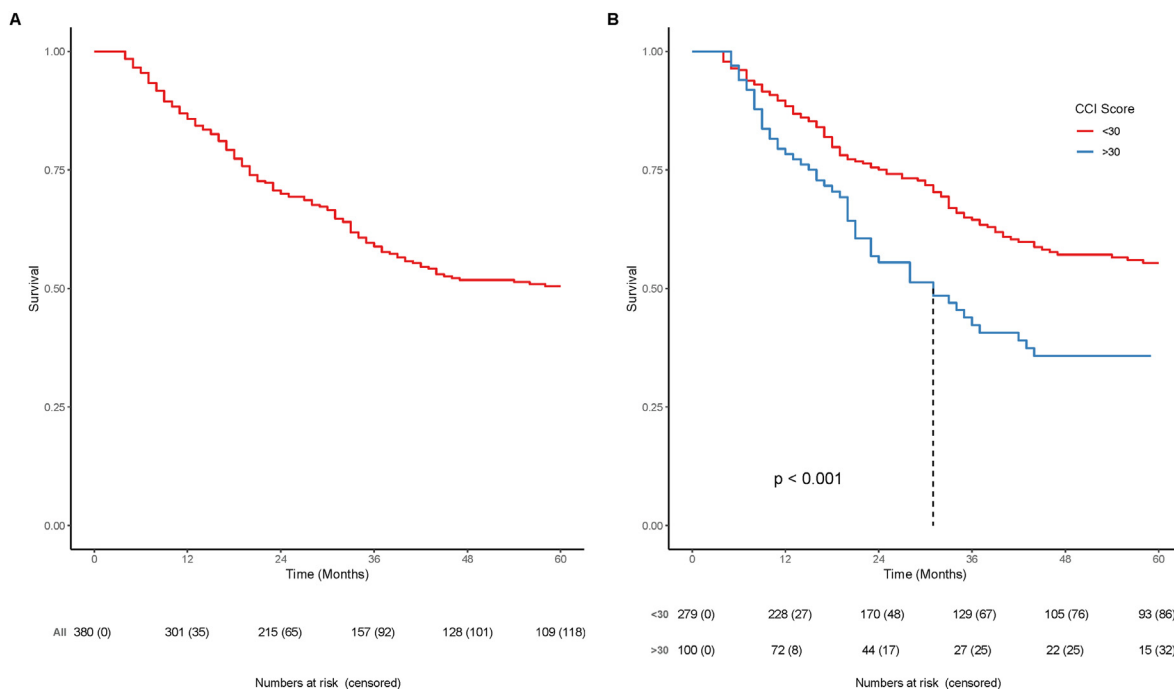 A
1.00
0.75
0.50
0.25
0.00
Survival
0 12 24 36 48 60
Time (Months)
All 380 (0) 301 (35) 215 (65) 157 (92) 128 (101) 109 (118)
Numbers at risk (censored)
B
1.00
0.75
0.50
0.25
0.00
Survival
CCI Score
<30
>30
p < 0.001
0 12 24 36 48 60
Time (Months)
<30 279 (0) 228 (27) 170 (48) 129 (67) 105 (76) 93 (86)
>30 100 (0) 72 (8) 44 (17) 27 (25) 22 (25) 15 (32)
Numbers at risk (censored)